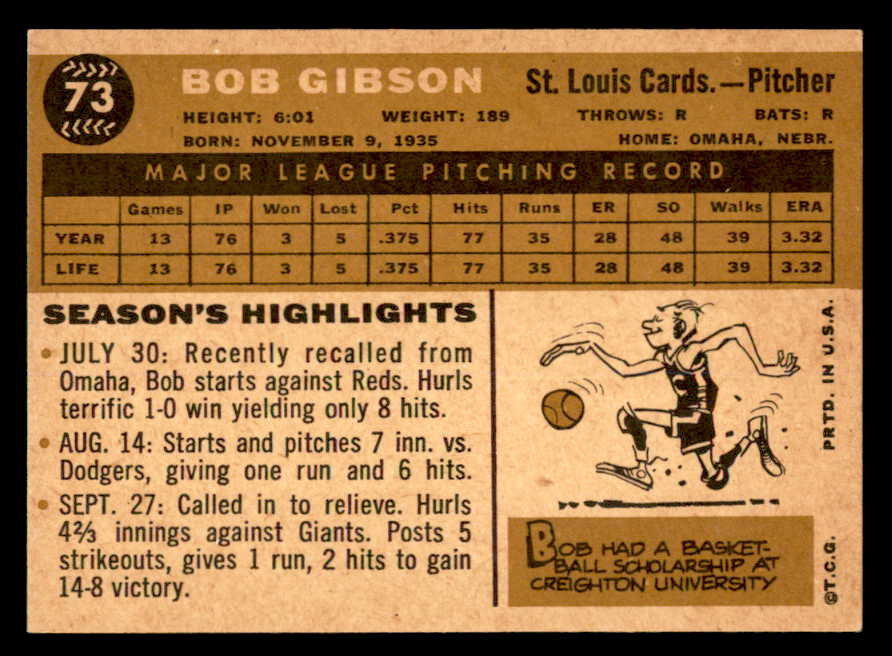 73
BOB GIBSON
St. Louis Cards.—Pitcher
HEIGHT: 6:01 WEIGHT: 189 THROWS: R BATS: R
BORN: NOVEMBER 9, 1935 HOME: OMAHA, NEBR.
MAJOR LEAGUE PITCHING RECORD
Games IP Won Lost Pct Hits Runs ER SO Walks ERA
YEAR 13 76 3 5 .375 77 35 28 48 39 3.32
LIFE 13 76 3 5 .375 77 35 28 48 39 3.32
SEASON'S HIGHLIGHTS
• JULY 30: Recently recalled from
Omaha, Bob starts against Reds. Hurls
terrific 1-0 win yielding only 8 hits.
• AUG. 14: Starts and pitches 7 inn. vs.
Dodgers, giving one run and 6 hits.
• SEPT. 27: Called in to relieve. Hurls
4⅔ innings against Giants. Posts 5
strikeouts, gives 1 run, 2 hits to gain
14-8 victory.
BOB HAD A BASKET-
BALL SCHOLARSHIP AT
CREIGHTON UNIVERSITY
PRTD. IN U.S.A.
©T.C.G.